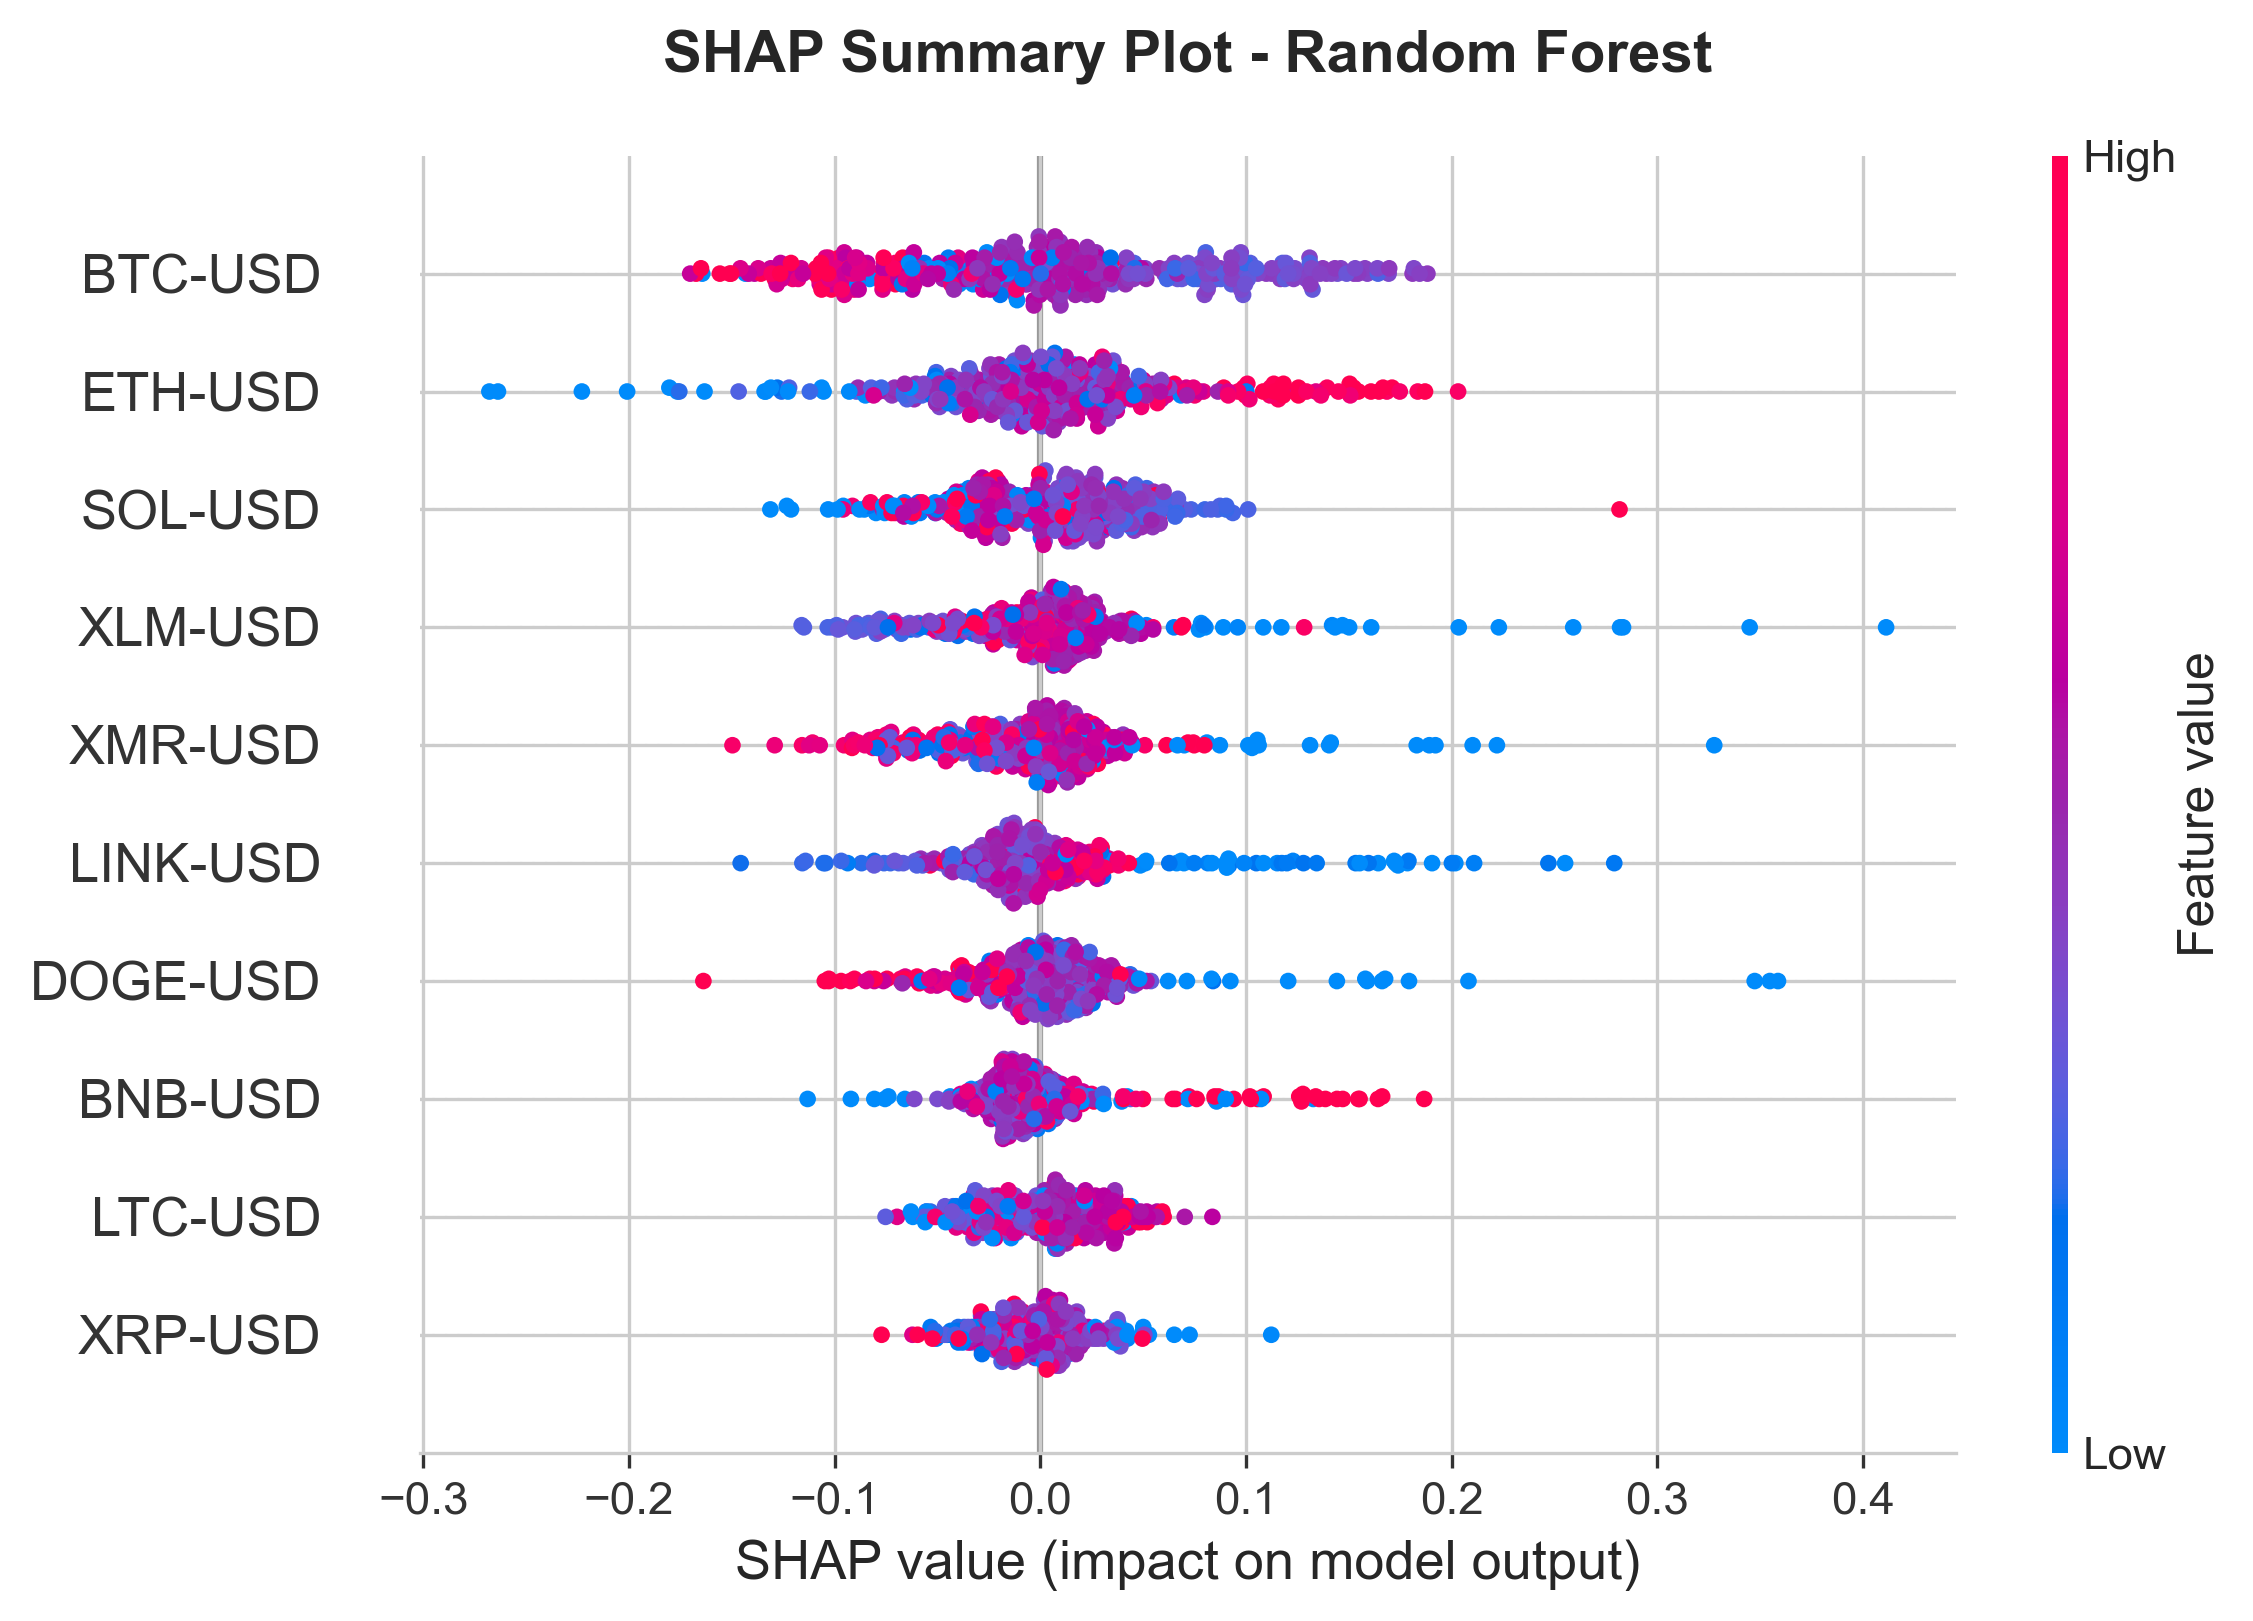 SHAP Summary Plot - Random Forest
High
BTC-USD
ETH-USD
SOL-USD
XLM-USD
XMR-USD
LINK-USD
DOGE-USD
BNB-USD
LTC-USD
XRP-USD
Feature value
Low
−0.3 −0.2 −0.1 0.0 0.1 0.2 0.3 0.4
SHAP value (impact on model output)